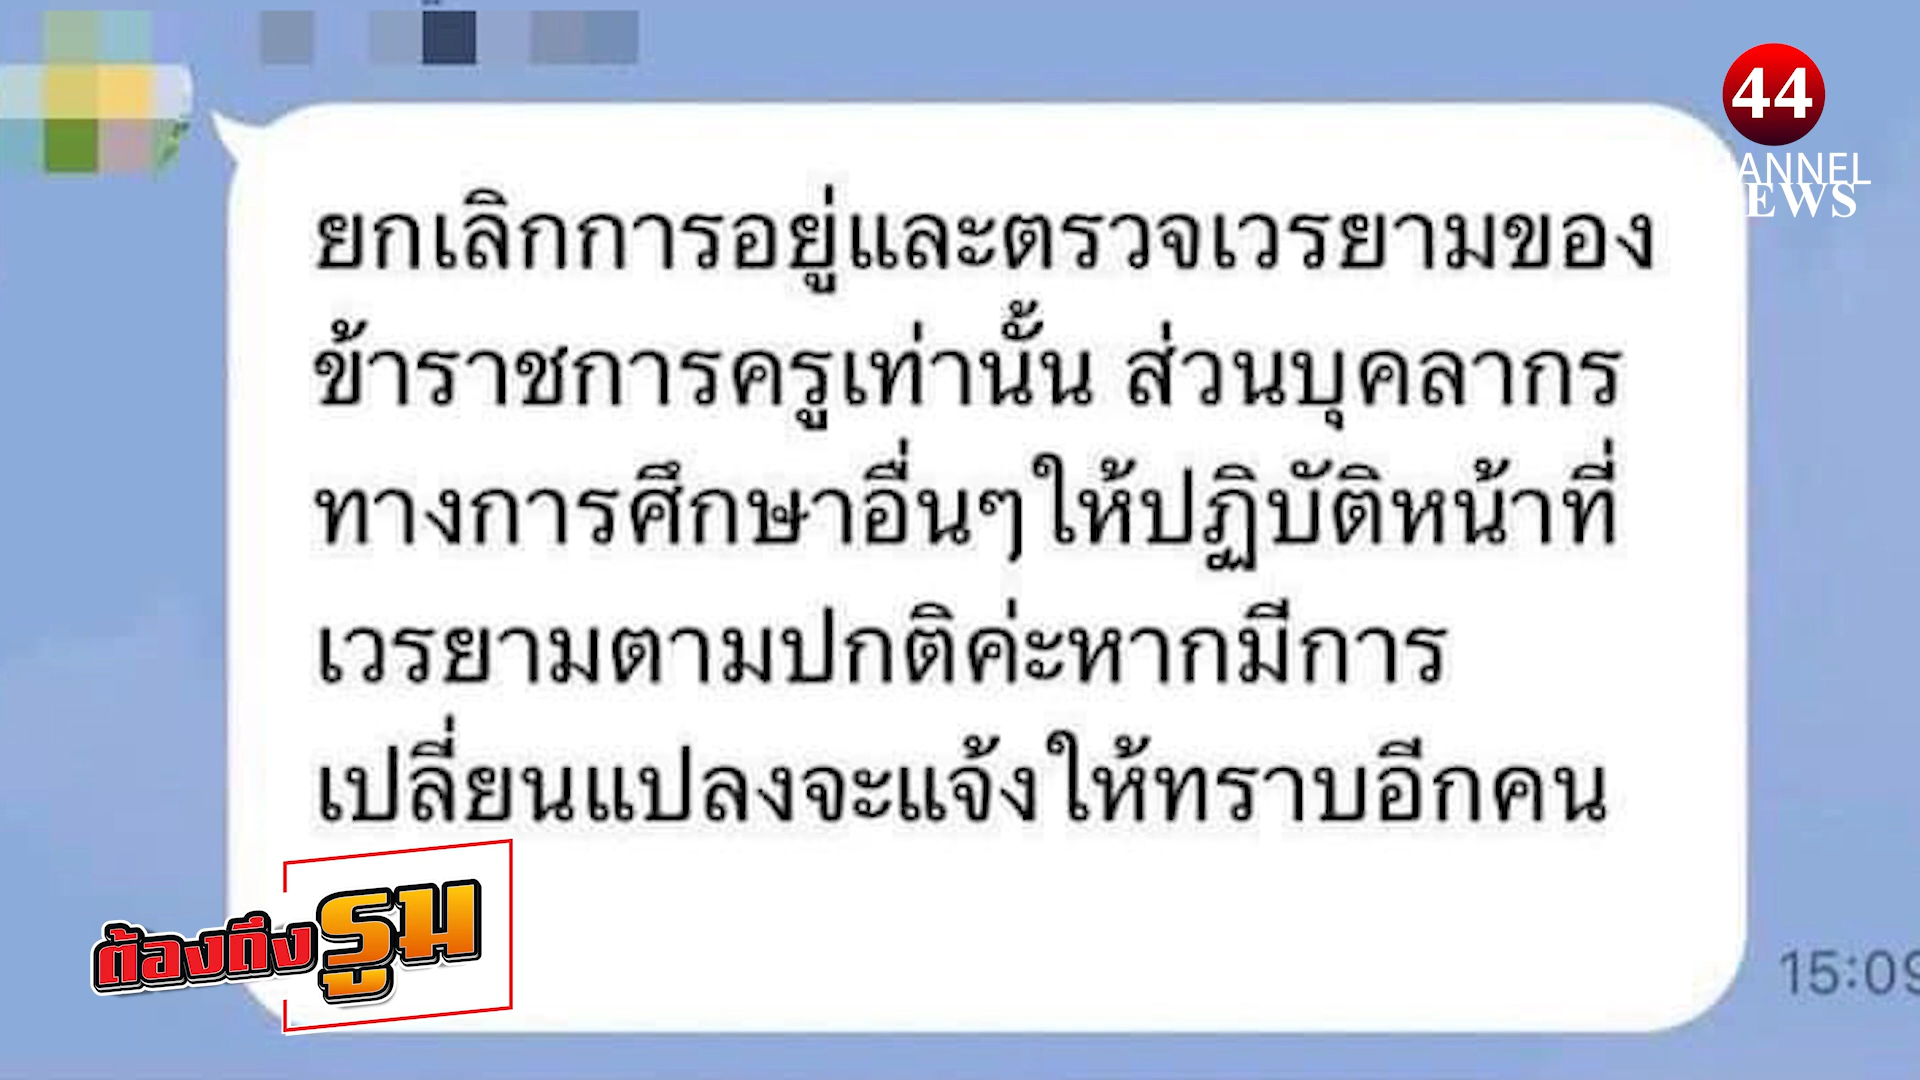 44
ANNEL
EWS
ยกเลิกการอยู่และตรวจเวรยามของ
ข้าราชการครูเท่านั้น ส่วนบุคลากร
ทางการศึกษาอื่นๆให้ปฏิบัติหน้าที่
เวรยามตามปกติค่ะหากมีการ
เปลี่ยนแปลงจะแจ้งให้ทราบอีกคน
ต้องถึงรูม
15:09